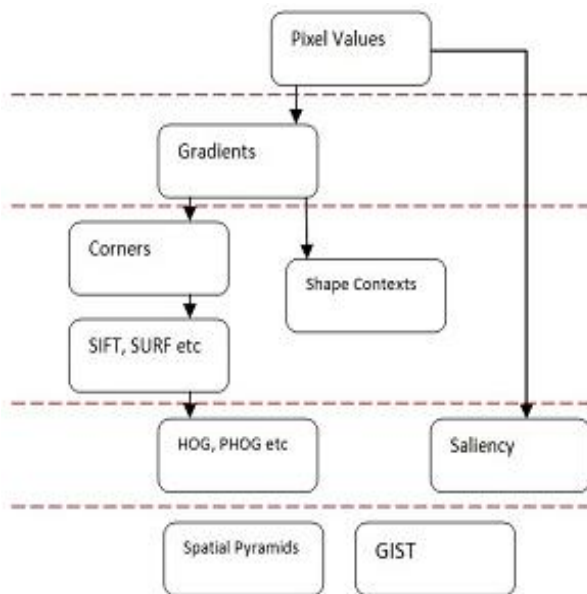 Pixel Values
Gradients
Corners
Shape Contexts
SIFT, SURF etc
HOG, PHOG etc
Saliency
Spatial Pyramids
GIST